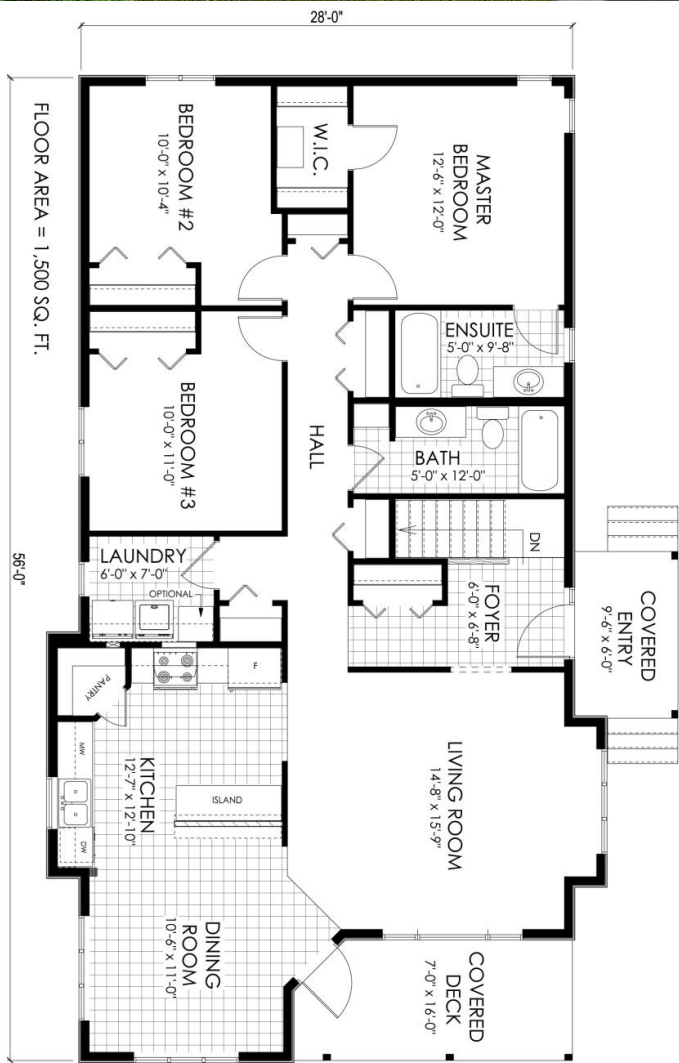 28'-0"
FLOOR AREA = 1,500 SQ. FT.
56'-0"
BEDROOM #2
10'-0" x 10'-4"
W.I.C.
MASTER
BEDROOM
12'-6" x 12'-0"
ENSUITE
5'-0" x 9'-8"
BEDROOM #3
10'-0" x 11'-0"
HALL
BATH
5'-0" x 12'-0"
LAUNDRY
6'-0" x 7'-0"
OPTIONAL
DN
FOYER
6'-0" x 6'-8"
COVERED
ENTRY
9'-6" x 6'-0"
PANTRY
F
MW
DW
KITCHEN
12'-7" x 12'-10"
ISLAND
LIVING ROOM
14'-8" x 15'-9"
DINING
ROOM
10'-6" x 11'-0"
COVERED
DECK
7'-0" x 16'-0"